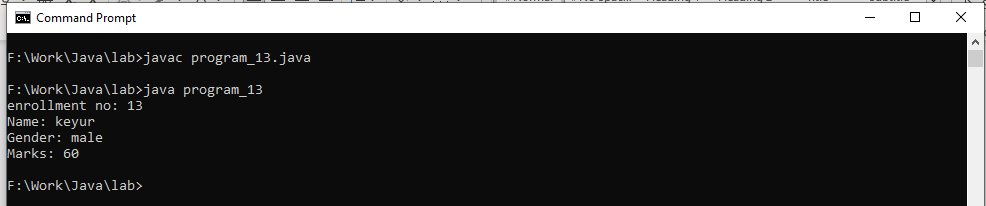 Command Prompt
F:\Work\Java\lab>javac program_13.java
F:\Work\Java\lab>java program_13
enrollment no: 13
Name: keyur
Gender: male
Marks: 60
F:\Work\Java\lab>